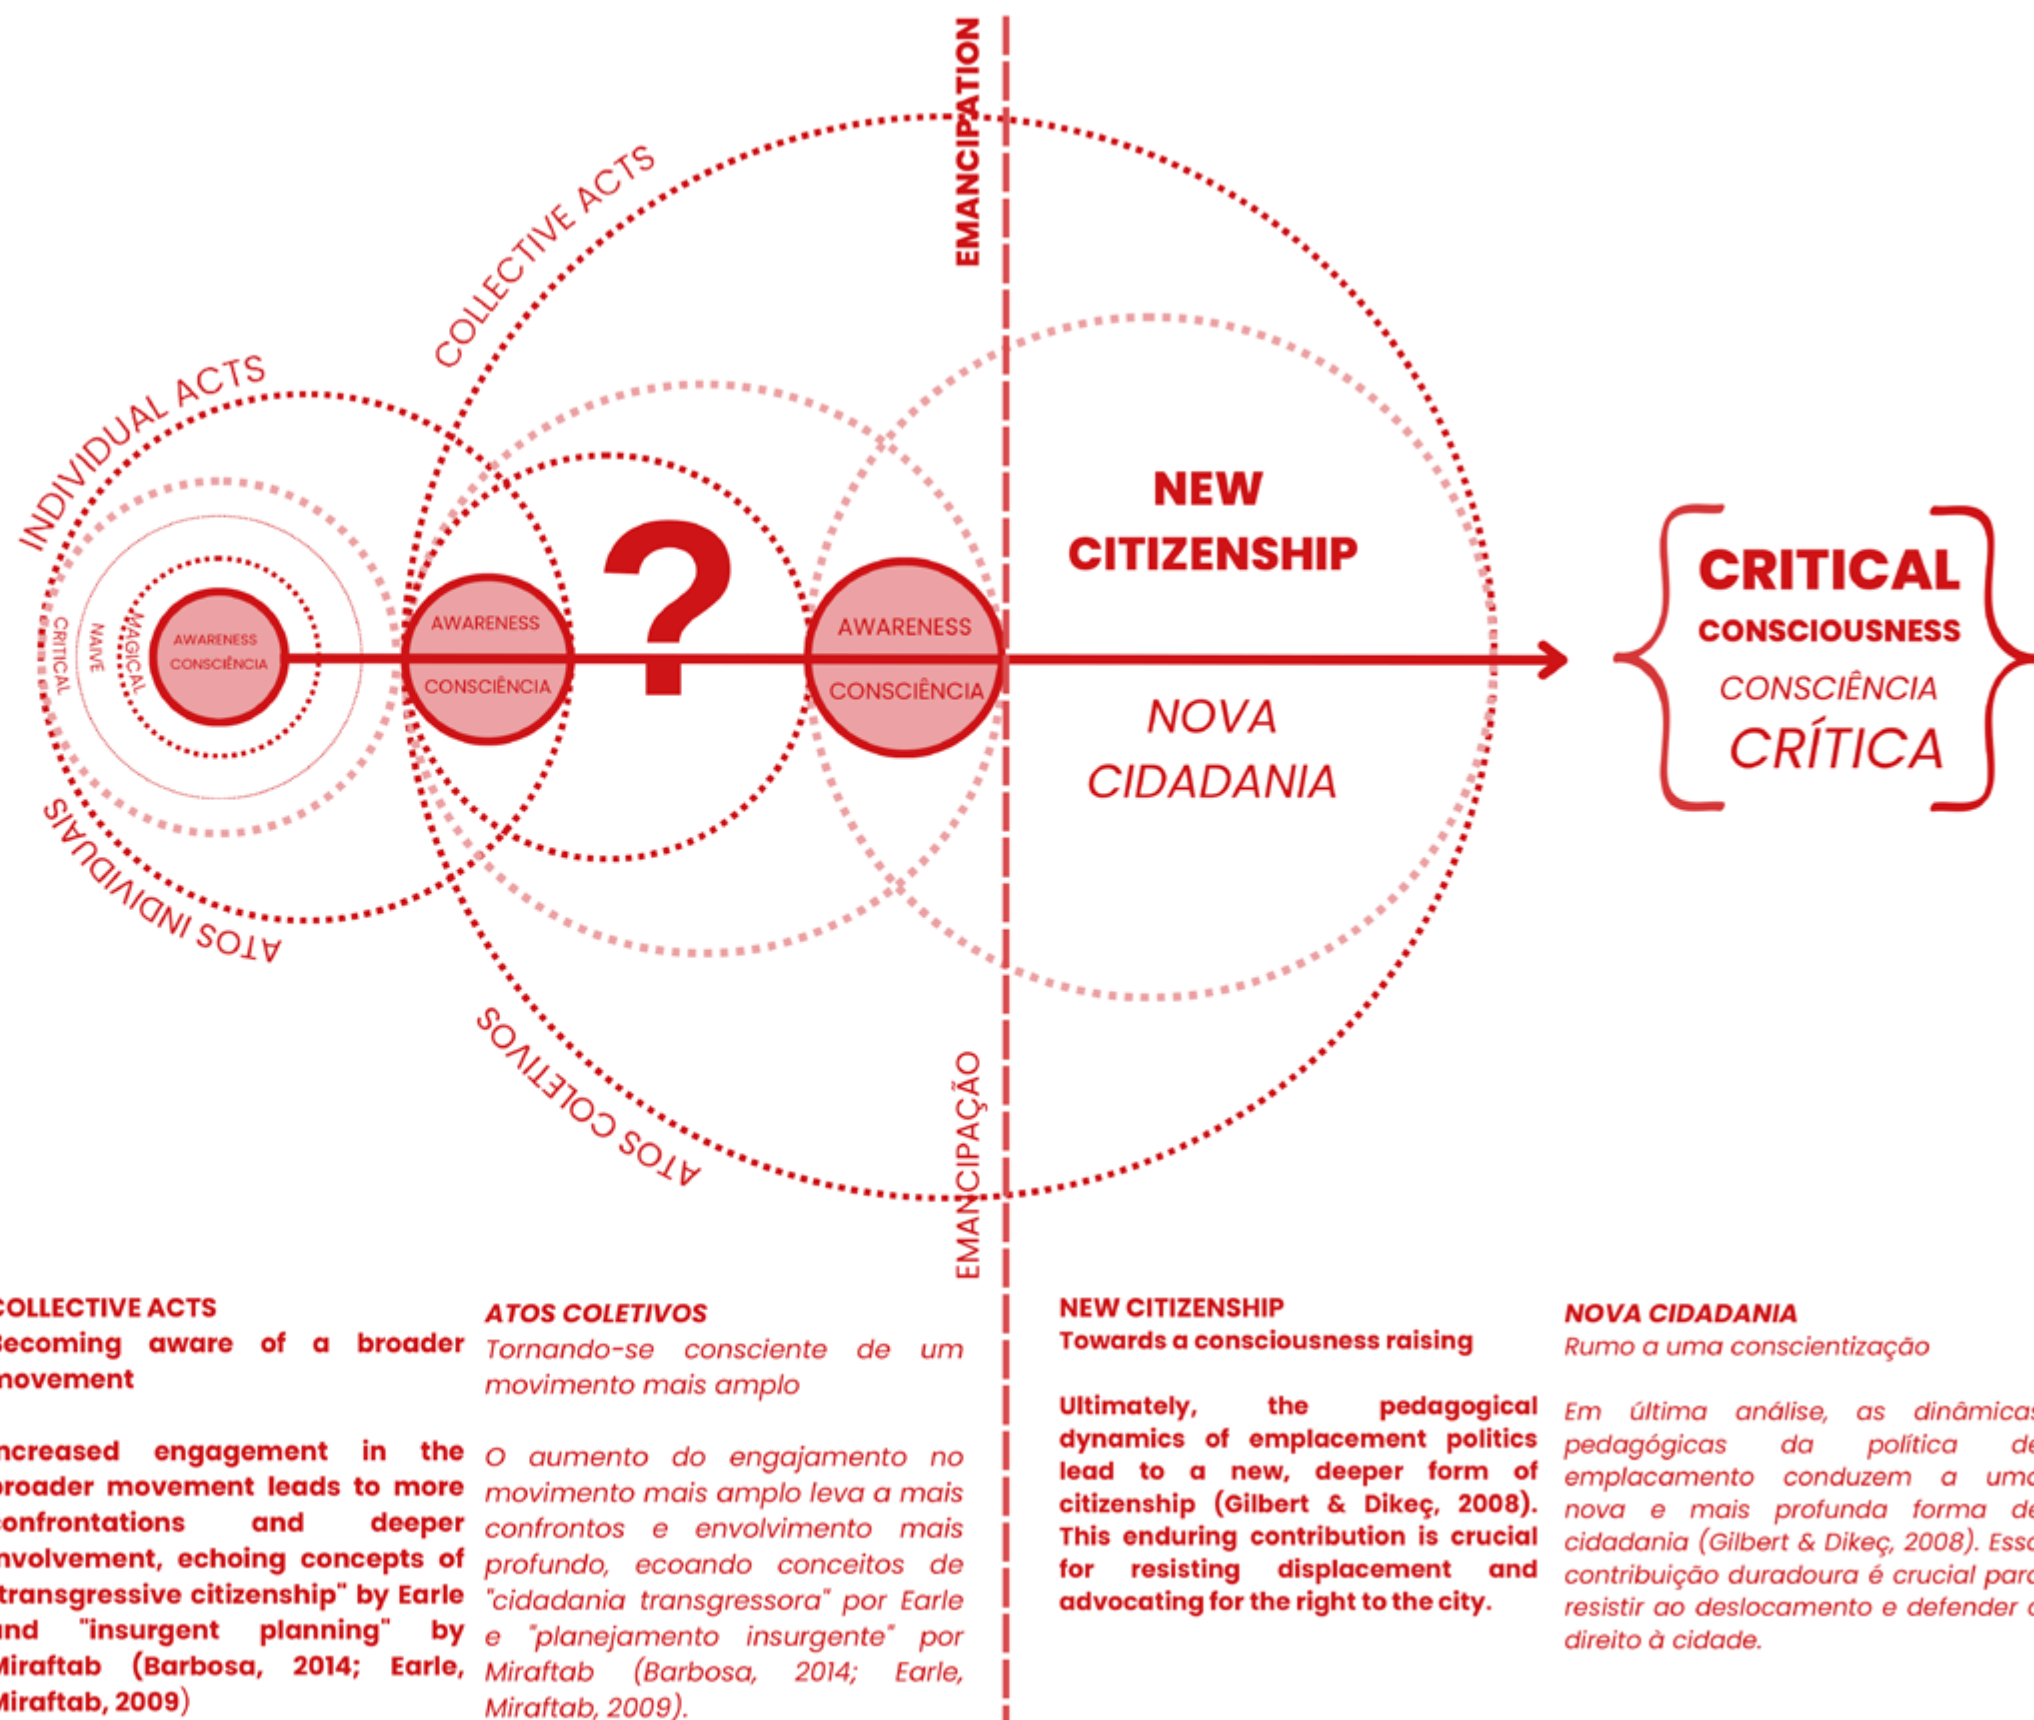 EMANCIPATION
COLLECTIVE ACTS
INDIVIDUAL ACTS
CRITICAL
NAIVE
MAGICAL
AWARENESS
CONSCIÊNCIA
AWARENESS
CONSCIÊNCIA
?
AWARENESS
CONSCIÊNCIA
NEW
CITIZENSHIP
NOVA
CIDADANIA
CRITICAL
CONSCIOUSNESS
CONSCIÊNCIA
CRÍTICA
ATOS INDIVIDUAIS
ATOS COLETIVOS
EMANCIPAÇÃO
COLLECTIVE ACTS
Becoming aware of a broader
movement
Increased engagement in the
broader movement leads to more
confrontations and deeper
involvement, echoing concepts of
"transgressive citizenship" by Earle
and "insurgent planning" by
Miraftab (Barbosa, 2014; Earle,
Miraftab, 2009)
ATOS COLETIVOS
Tornando-se consciente de um
movimento mais amplo
O aumento do engajamento no
movimento mais amplo leva a mais
confrontos e envolvimento mais
profundo, ecoando conceitos de
"cidadania transgressora" por Earle
e "planejamento insurgente" por
Miraftab (Barbosa, 2014; Earle,
Miraftab, 2009).
NEW CITIZENSHIP
Towards a consciousness raising
Ultimately, the pedagogical
dynamics of emplacement politics
lead to a new, deeper form of
citizenship (Gilbert & Dikeç, 2008).
This enduring contribution is crucial
for resisting displacement and
advocating for the right to the city.
NOVA CIDADANIA
Rumo a uma conscientização
Em última análise, as dinâmicas
pedagógicas da política de
emplacamento conduzem a uma
nova e mais profunda forma de
cidadania (Gilbert & Dikeç, 2008). Essa
contribuição duradoura é crucial para
resistir ao deslocamento e defender o
direito à cidade.